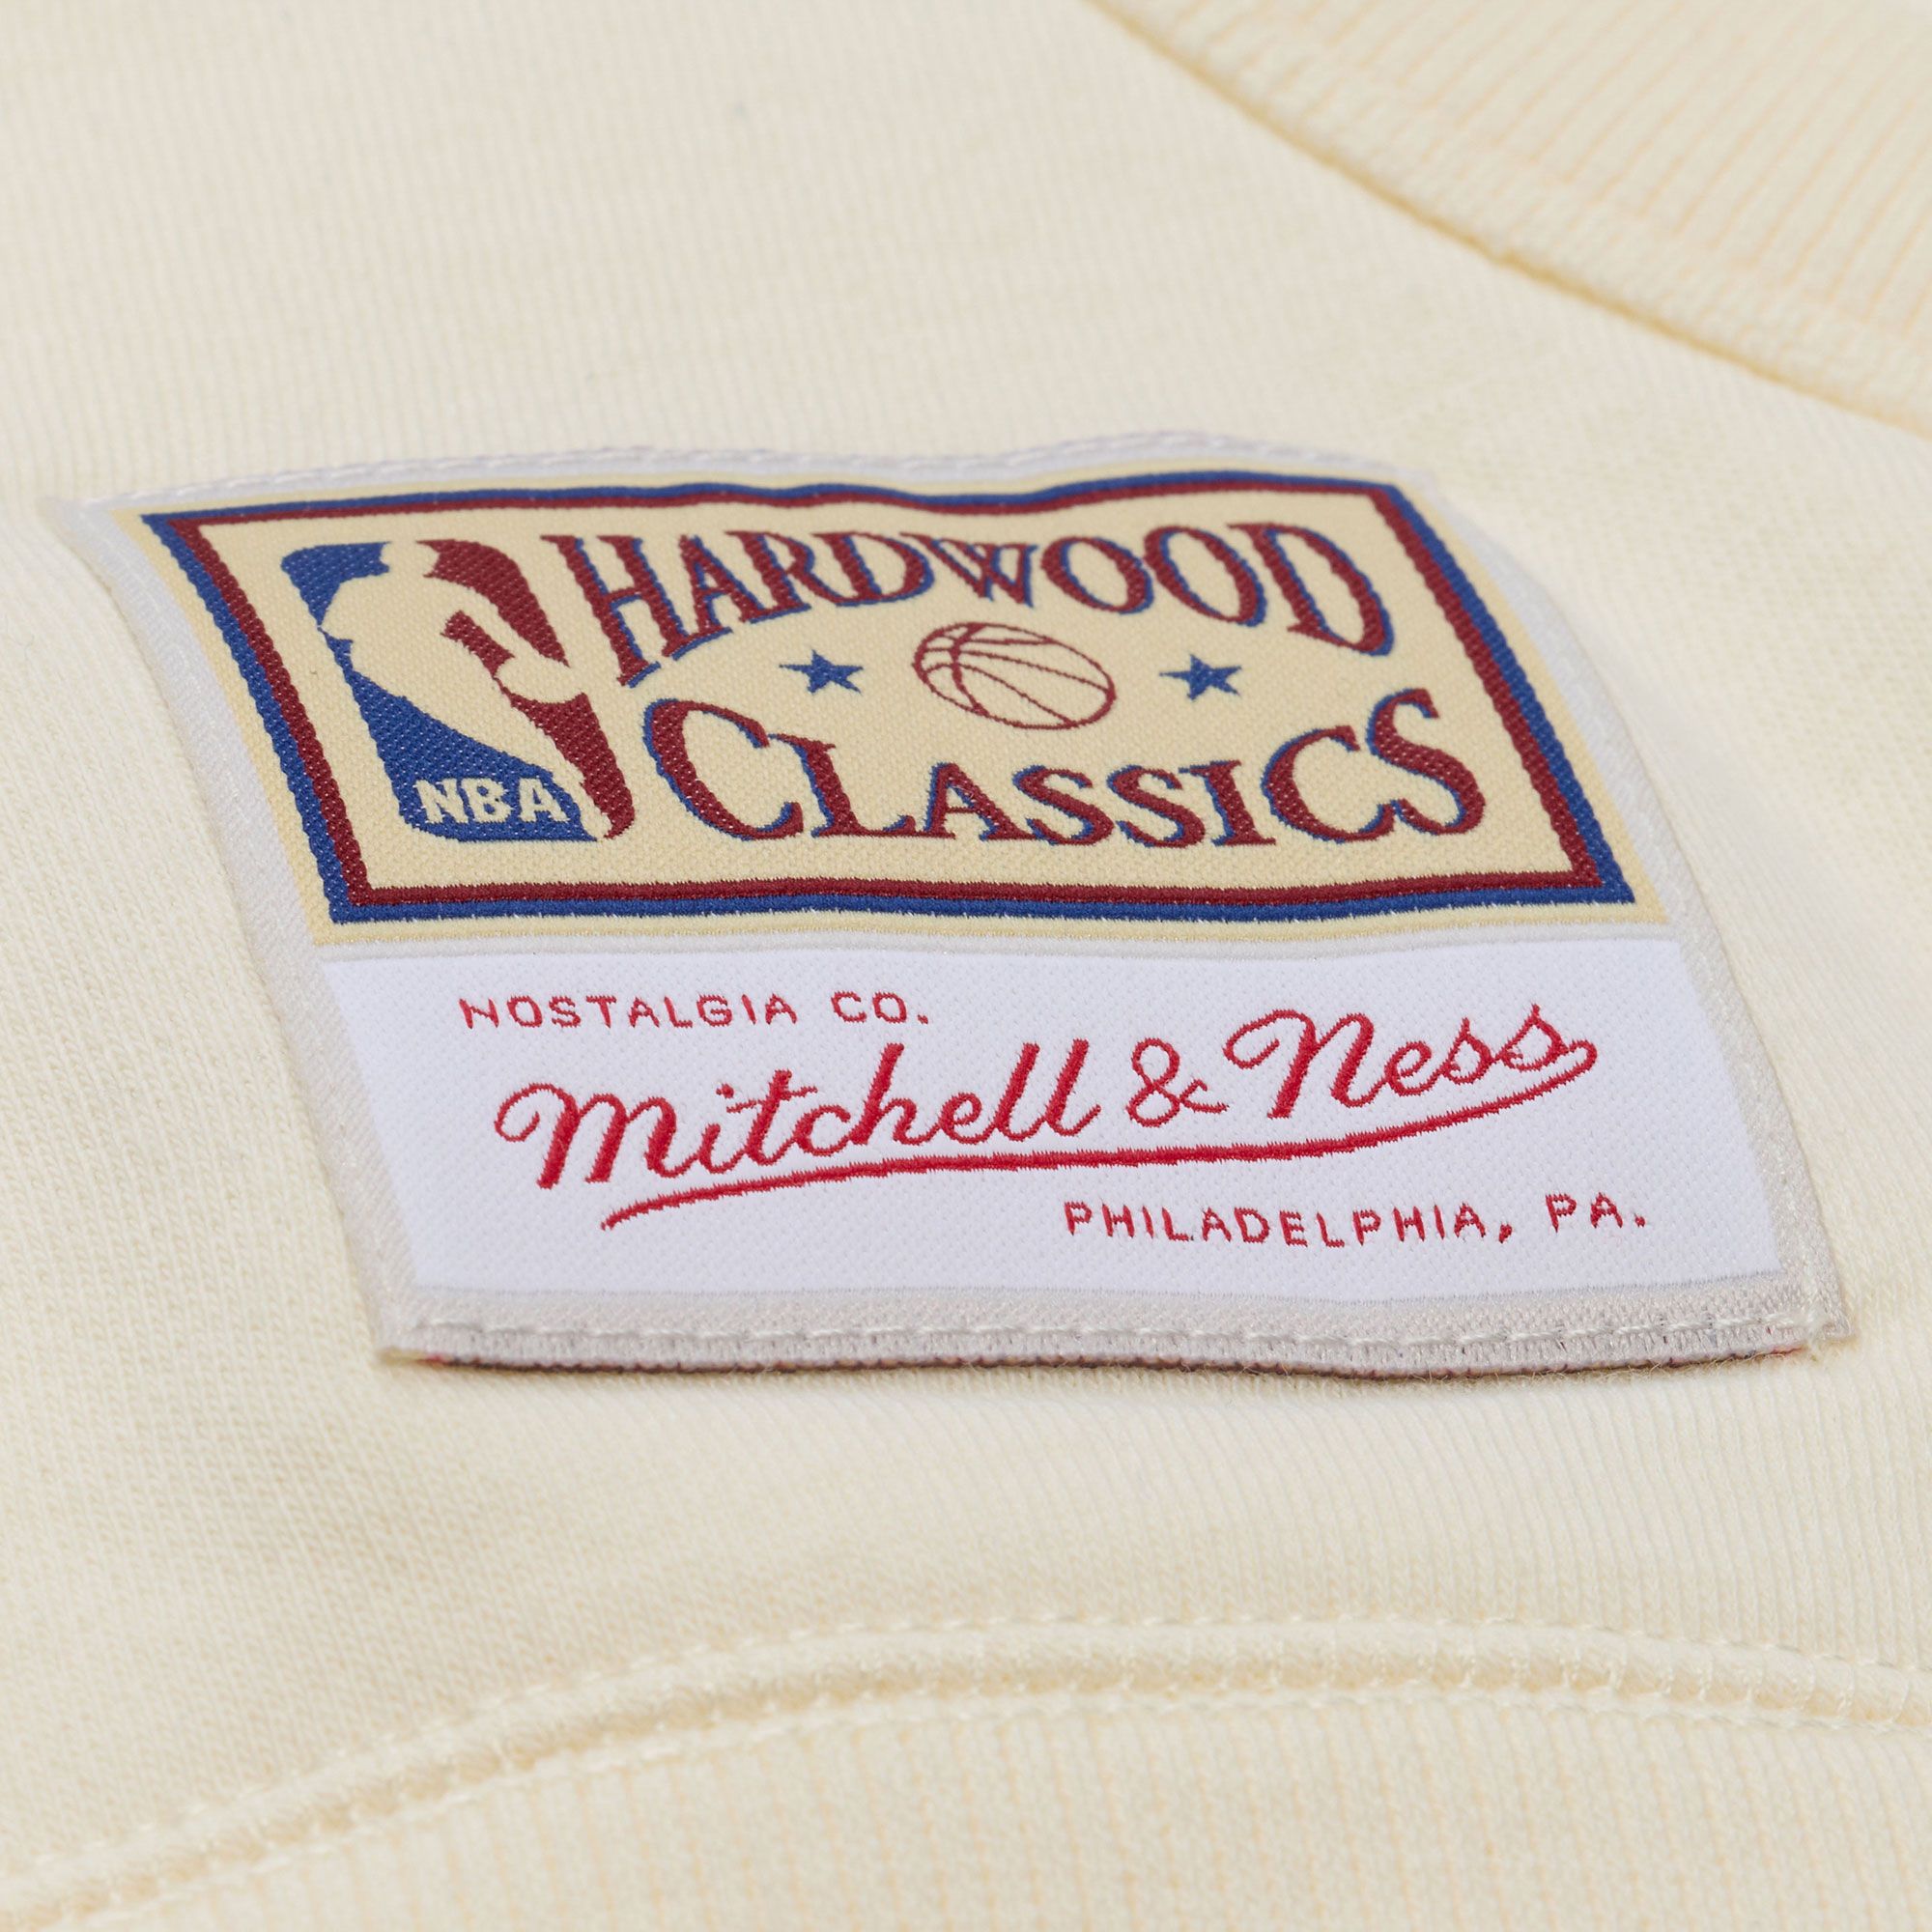 HARDWOOD
CLASSICS
NBA
NOSTALGIA CO.
Mitchell & Ness
PHILADELPHIA, PA.